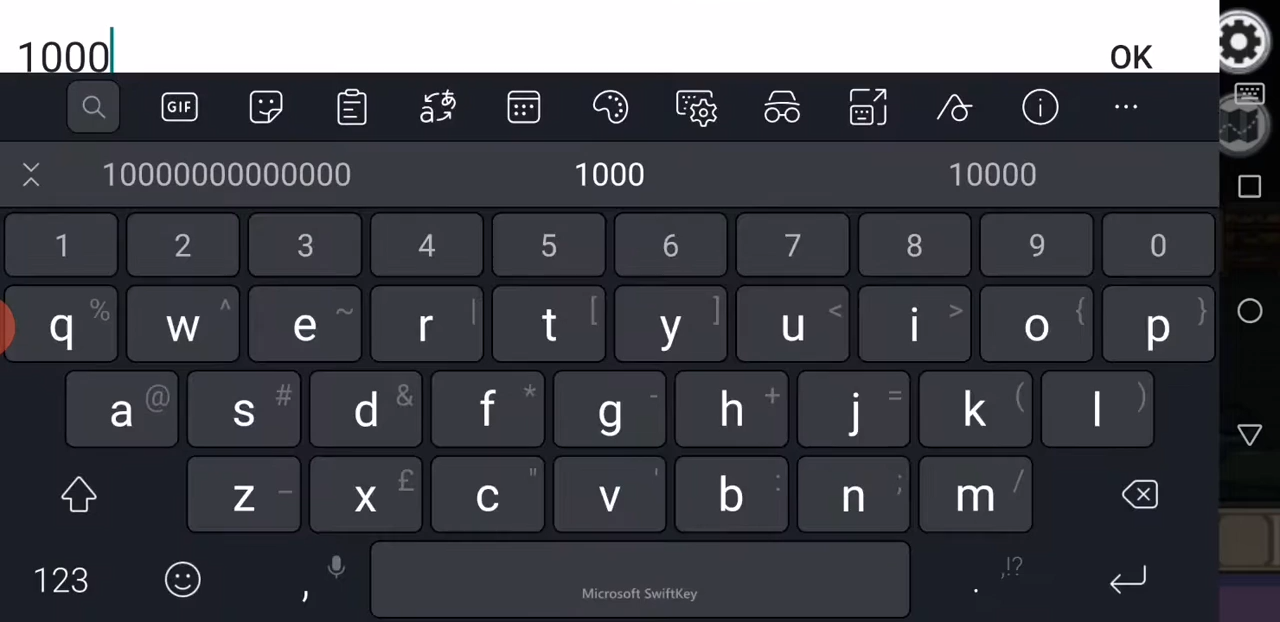 1000 OK
GIF
10000000000000 1000 10000
1 2 3 4 5 6 7 8 9 0
q % w ^ e ~ r | t [ y ] u < i > o { p }
a @ s # d & f * g - h + j = k ( l )
z _ x £ c " v ' b : n ; m /
123 , Microsoft SwiftKey . ,!?